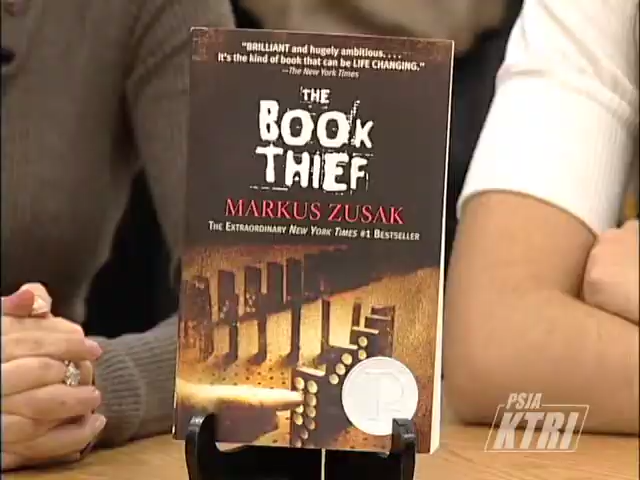 "BRILLIANT and hugely ambitious. . . .
It's the kind of book that can be LIFE CHANGING."
—The New York Times
THE
BOOK
THIEF
MARKUS ZUSAK
THE EXTRAORDINARY NEW YORK TIMES #1 BESTSELLER
P
PSJA
KTRI